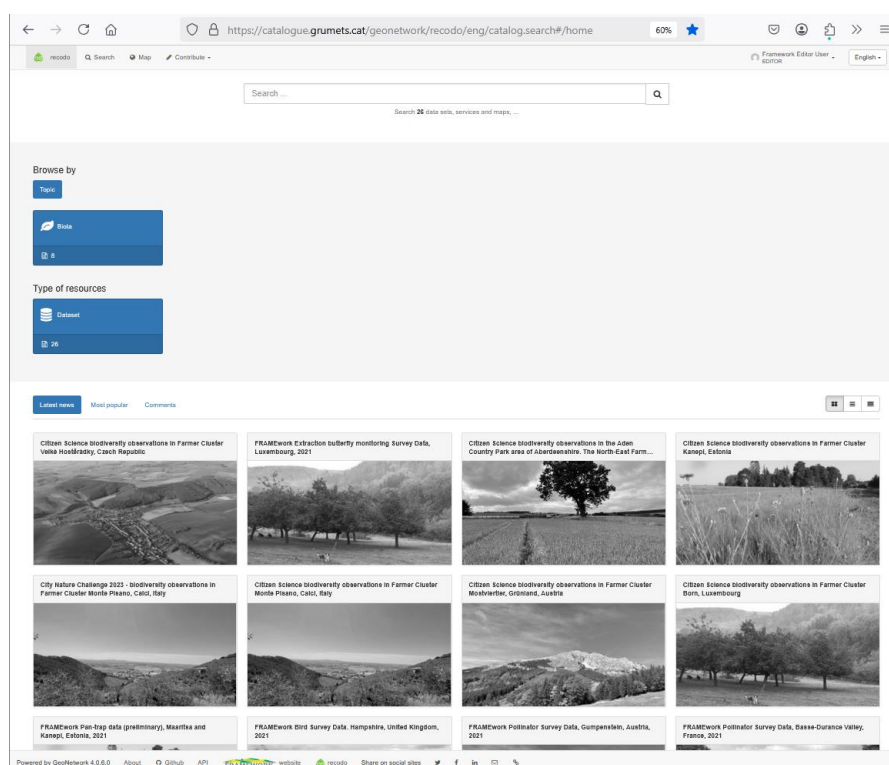 https://catalogue.grumets.cat/geonetwork/recodo/eng/catalog.search#/home
60%
recodo Search Map Contribute
Framework Editor User
EDITOR
English
Search ...
Search 26 data sets, services and maps, ...
Browse by
Topic
Biota
8
Type of resources
Dataset
26
Latest news Most popular Comments
Citizen Science biodiversity observations in Farmer Cluster
Velké Hostěrádky, Czech Republic
FRAMEwork Extraction butterfly monitoring Survey Data,
Luxembourg, 2021
Citizen Science biodiversity observations in the Aden
Country Park area of Aberdeenshire. The North-East Farm...
Citizen Science biodiversity observations in Farmer Cluster
Kanepi, Estonia
City Nature Challenge 2023 - biodiversity observations in
Farmer Cluster Monte Pisano, Calci, Italy
Citizen Science biodiversity observations in Farmer Cluster
Monte Pisano, Calci, Italy
Citizen Science biodiversity observations in Farmer Cluster
Mostviertler, Grünland, Austria
Citizen Science biodiversity observations in Farmer Cluster
Born, Luxembourg
FRAMEwork Pan-trap data (preliminary), Maaritsa and
Kanepi, Estonia, 2021
FRAMEwork Bird Survey Data. Hampshire, United Kingdom,
2021
FRAMEwork Pollinator Survey Data, Gumpenstein, Austria,
2021
FRAMEwork Pollinator Survey Data, Basse-Durance Valley,
France, 2021
Powered by GeoNetwork 4.0.6.0 About Github API website recodo Share on social sites